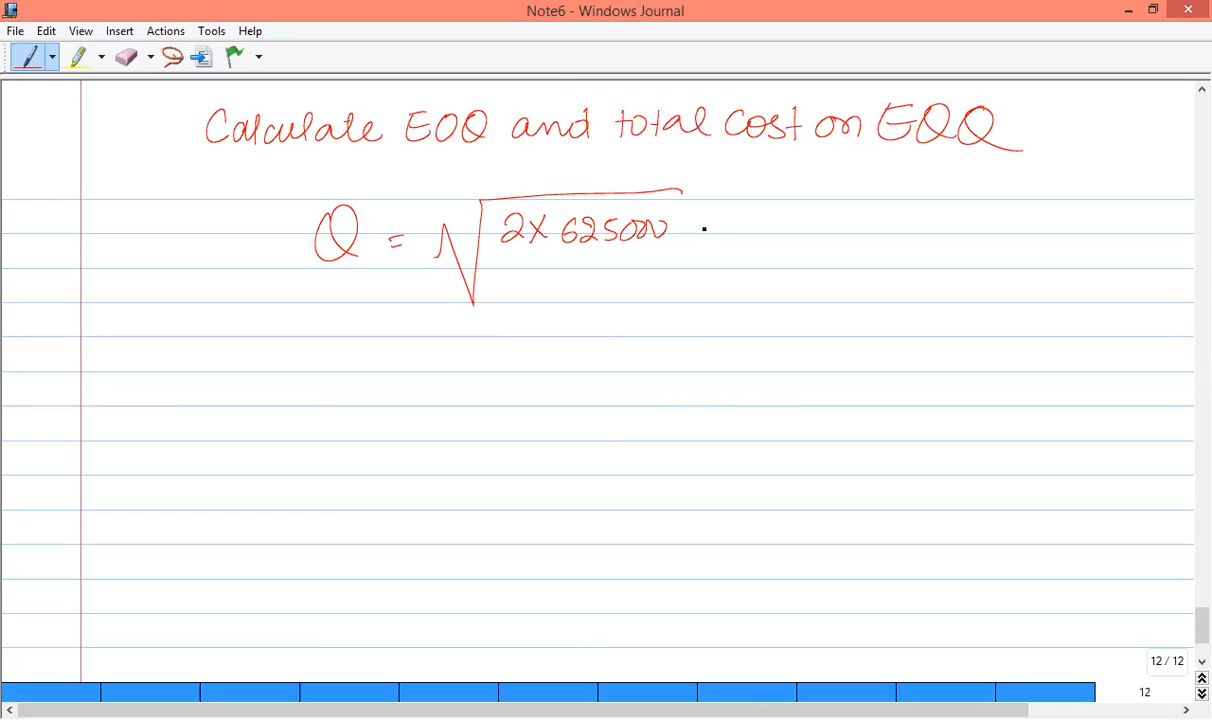 Note6 - Windows Journal
File Edit View Insert Actions Tools Help
Calculate EOQ and total cost on EOQ
Q = √2 X 625000
12 / 12
12